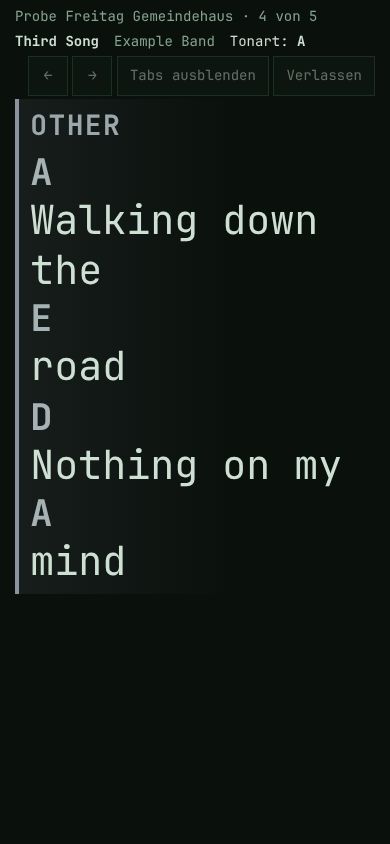 Probe Freitag Gemeindehaus · 4 von 5
Third Song Example Band Tonart: A
← → Tabs ausblenden Verlassen
OTHER
A
Walking down
the
E
road
D
Nothing on my
A
mind